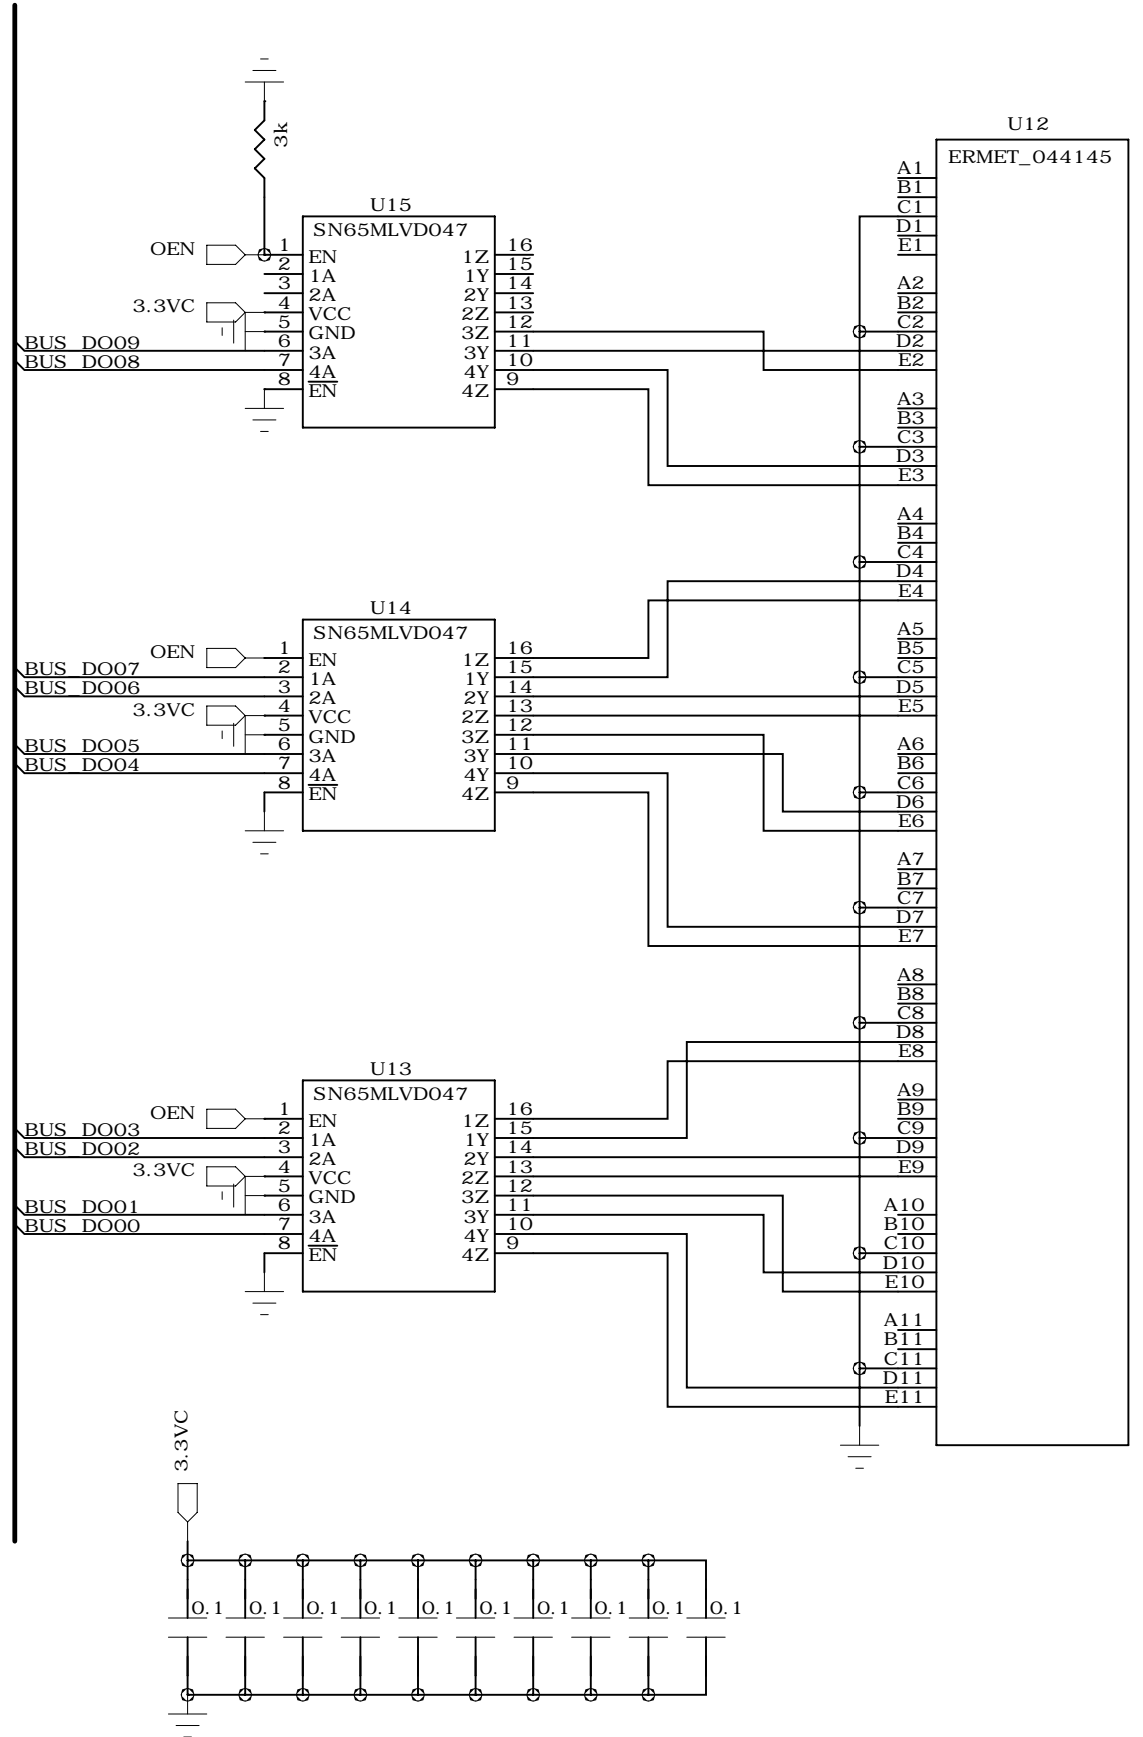 3k
U15
SN65MLVD047
OEN
1 EN 1Z 16
2 1A 1Y 15
3 2A 2Y 14
3.3VC
4 VCC 2Z 13
5 GND 3Z 12
BUS_DO09 6 3A 3Y 11
BUS_DO08 7 4A 4Y 10
8 EN 4Z 9
U14
SN65MLVD047
OEN
1 EN 1Z 16
BUS_DO07 2 1A 1Y 15
BUS_DO06 3 2A 2Y 14
3.3VC
4 VCC 2Z 13
5 GND 3Z 12
BUS_DO05 6 3A 3Y 11
BUS_DO04 7 4A 4Y 10
8 EN 4Z 9
U13
SN65MLVD047
OEN
1 EN 1Z 16
BUS_DO03 2 1A 1Y 15
BUS_DO02 3 2A 2Y 14
3.3VC
4 VCC 2Z 13
5 GND 3Z 12
BUS_DO01 6 3A 3Y 11
BUS_DO00 7 4A 4Y 10
8 EN 4Z 9
U12
ERMET_044145
A1
B1
C1
D1
E1
A2
B2
C2
D2
E2
A3
B3
C3
D3
E3
A4
B4
C4
D4
E4
A5
B5
C5
D5
E5
A6
B6
C6
D6
E6
A7
B7
C7
D7
E7
A8
B8
C8
D8
E8
A9
B9
C9
D9
E9
A10
B10
C10
D10
E10
A11
B11
C11
D11
E11
3.3VC
0.1 0.1 0.1 0.1 0.1 0.1 0.1 0.1 0.1 0.1